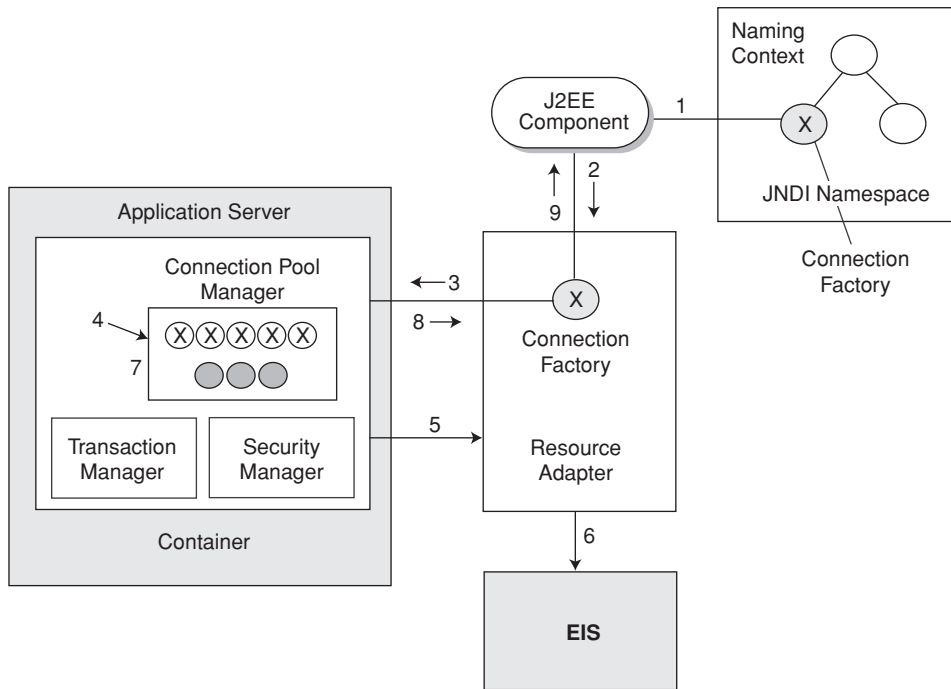 Naming
Context
X
JNDI Namespace
Connection
Factory
J2EE
Component
1
2
9
Application Server
Connection Pool
Manager
4
X X X X X
7
3
8
X
Connection
Factory
Transaction
Manager
Security
Manager
5
Resource
Adapter
Container
6
EIS